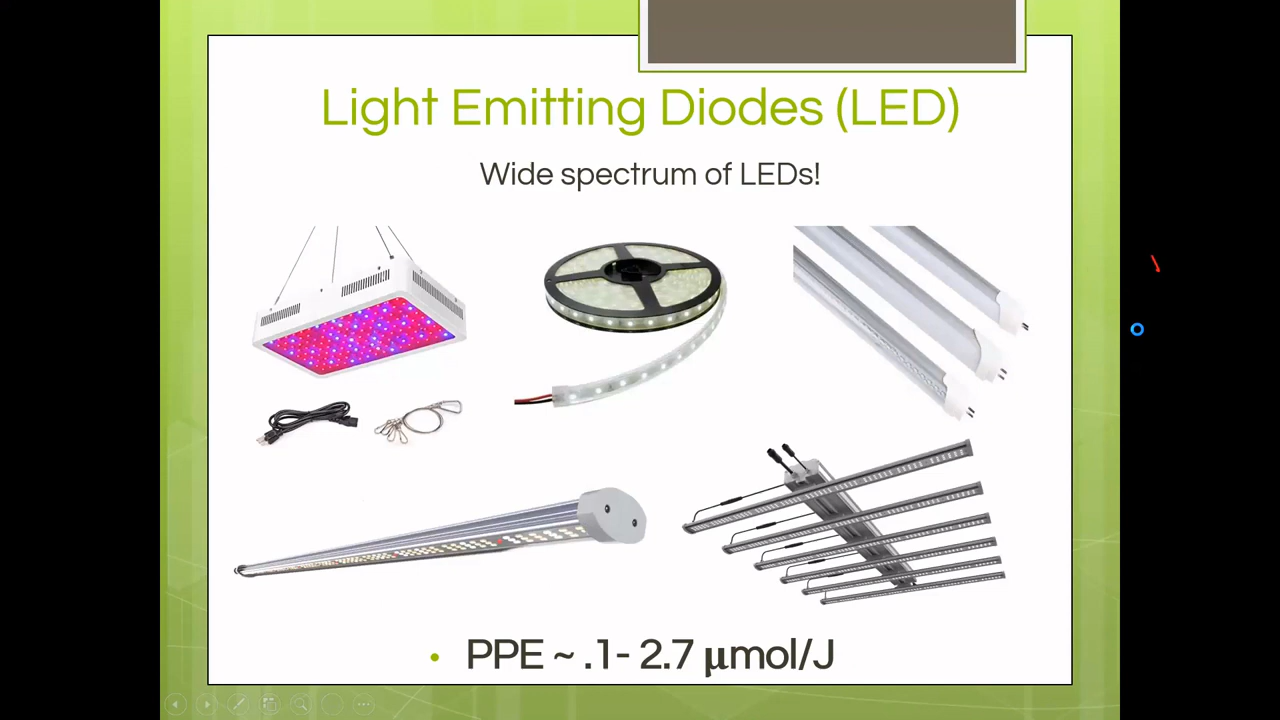 Light Emitting Diodes (LED)
Wide spectrum of LEDs!
• PPE ~ .1- 2.7 µmol/J